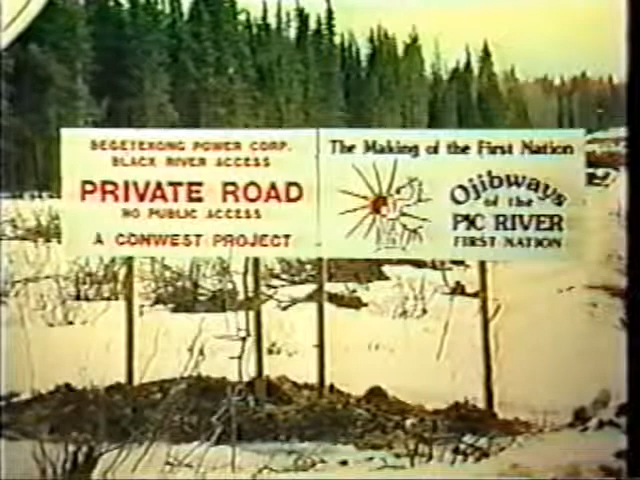 BEGETEKONG POWER CORP.
BLACK RIVER ACCESS
PRIVATE ROAD
NO PUBLIC ACCESS
A CONWEST PROJECT
The Making of the First Nation
Ojibways
of the
PIC RIVER
FIRST NATION